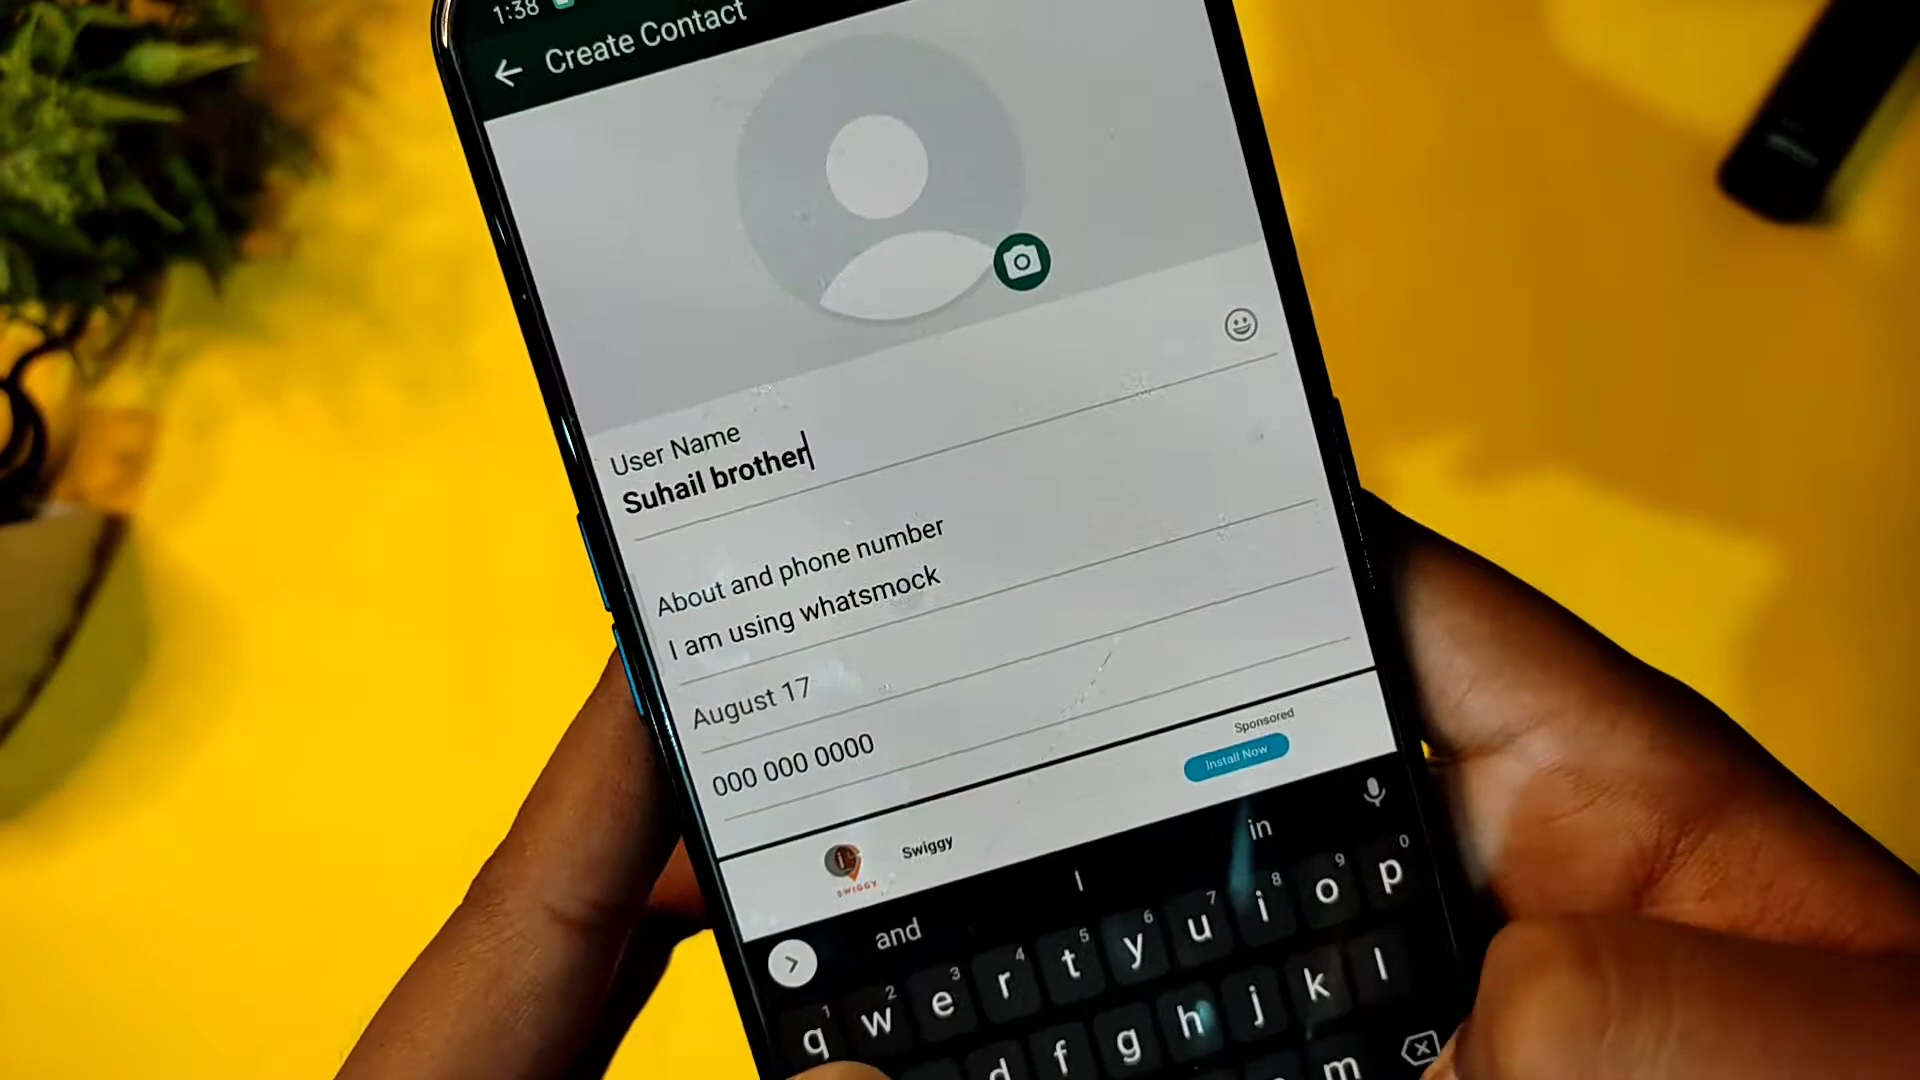 1:38
Create Contact
User Name
Suhail brother
About and phone number
I am using whatsmock
August 17
000 000 0000
Sponsored
Install Now
Swiggy
SWIGGY
and
I
in
q 1 w 2 e 3 r 4 t 5 y 6 u 7 i 8 o 9 p 0
d f g h j k l
m